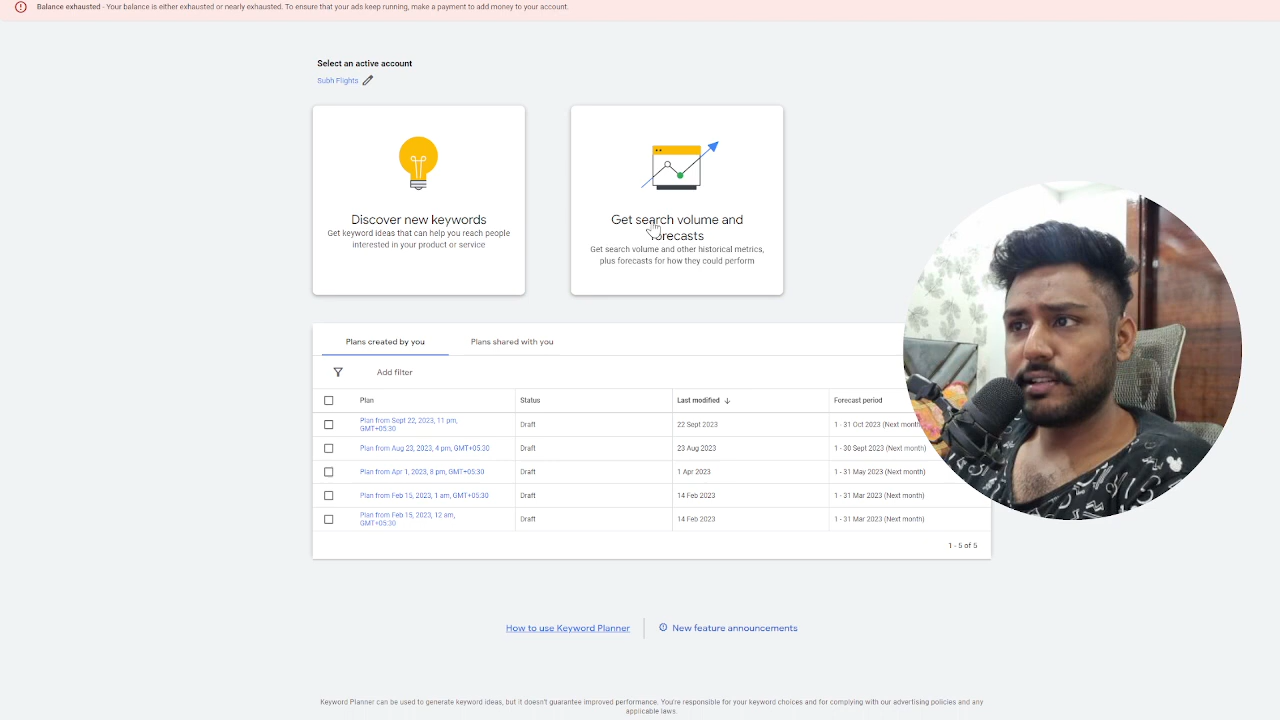 Balance exhausted - Your balance is either exhausted or nearly exhausted. To ensure that your ads keep running, make a payment to add money to your account.
Select an active account
Subh Flights
Discover new keywords
Get keyword ideas that can help you reach people
interested in your product or service
Get search volume and
forecasts
Get search volume and other historical metrics,
plus forecasts for how they could perform
Plans created by you
Plans shared with you
Add filter
Plan
Status
Last modified
Forecast period
Plan from Sept 22, 2023, 11 pm,
GMT+05:30
Draft
22 Sept 2023
1 - 31 Oct 2023 (Next month)
Plan from Aug 23, 2023, 4 pm, GMT+05:30
Draft
23 Aug 2023
1 - 30 Sept 2023 (Next month)
Plan from Apr 1, 2023, 8 pm, GMT+05:30
Draft
1 Apr 2023
1 - 31 May 2023 (Next month)
Plan from Feb 15, 2023, 1 am, GMT+05:30
Draft
14 Feb 2023
1 - 31 Mar 2023 (Next month)
Plan from Feb 15, 2023, 12 am,
GMT+05:30
Draft
14 Feb 2023
1 - 31 Mar 2023 (Next month)
1 - 5 of 5
How to use Keyword Planner
New feature announcements
Keyword Planner can be used to generate keyword ideas, but it doesn't guarantee improved performance. You're responsible for your keyword choices and for complying with our advertising policies and any
applicable laws.